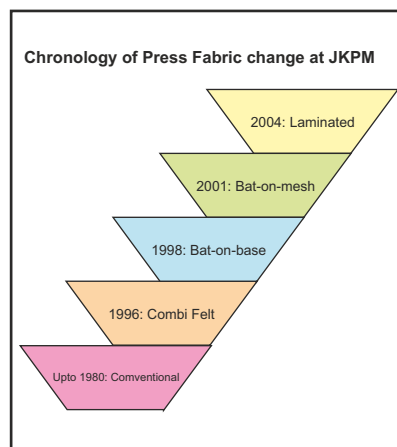 Chronology of Press Fabric change at JKPM
2004: Laminated
2001: Bat-on-mesh
1998: Bat-on-base
1996: Combi Felt
Upto 1980: Comventional